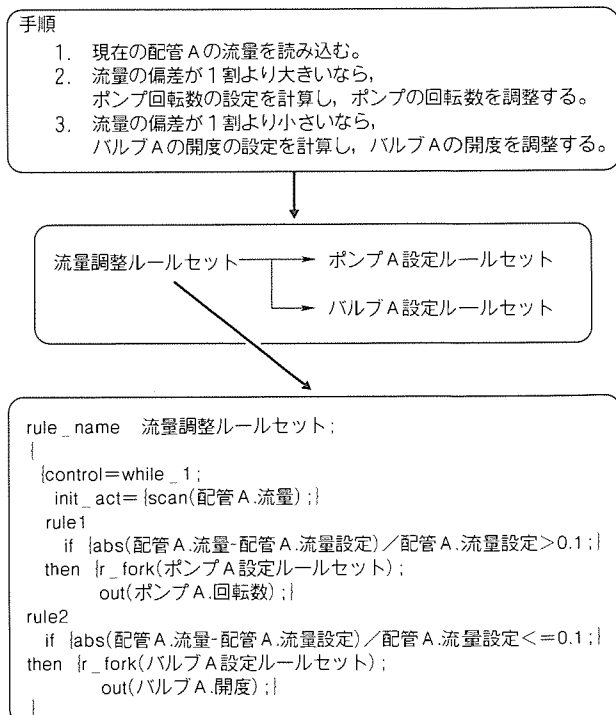 手順
1. 現在の配管Aの流量を読み込む。
2. 流量の偏差が1割より大きいなら,
ポンプ回転数の設定を計算し,ポンプの回転数を調整する。
3. 流量の偏差が1割より小さいなら,
バルブAの開度の設定を計算し,バルブAの開度を調整する。
流量調整ルールセット
ポンプA設定ルールセット
バルブA設定ルールセット
rule_name 流量調整ルールセット;
{
{control=while_1;
init_act={scan(配管A.流量);}
rule1
if {abs(配管A.流量-配管A.流量設定)/配管A.流量設定>0.1;}
then {r_fork(ポンプA設定ルールセット);
out(ポンプA.回転数);}
rule2
if {abs(配管A.流量-配管A.流量設定)/配管A.流量設定<=0.1;}
then {r_fork(バルブA設定ルールセット);
out(バルブA.開度);}
}